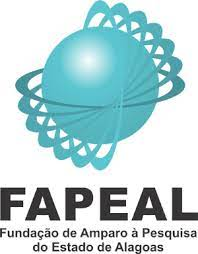 FAPEAL
Fundação de Amparo à Pesquisa
do Estado de Alagoas